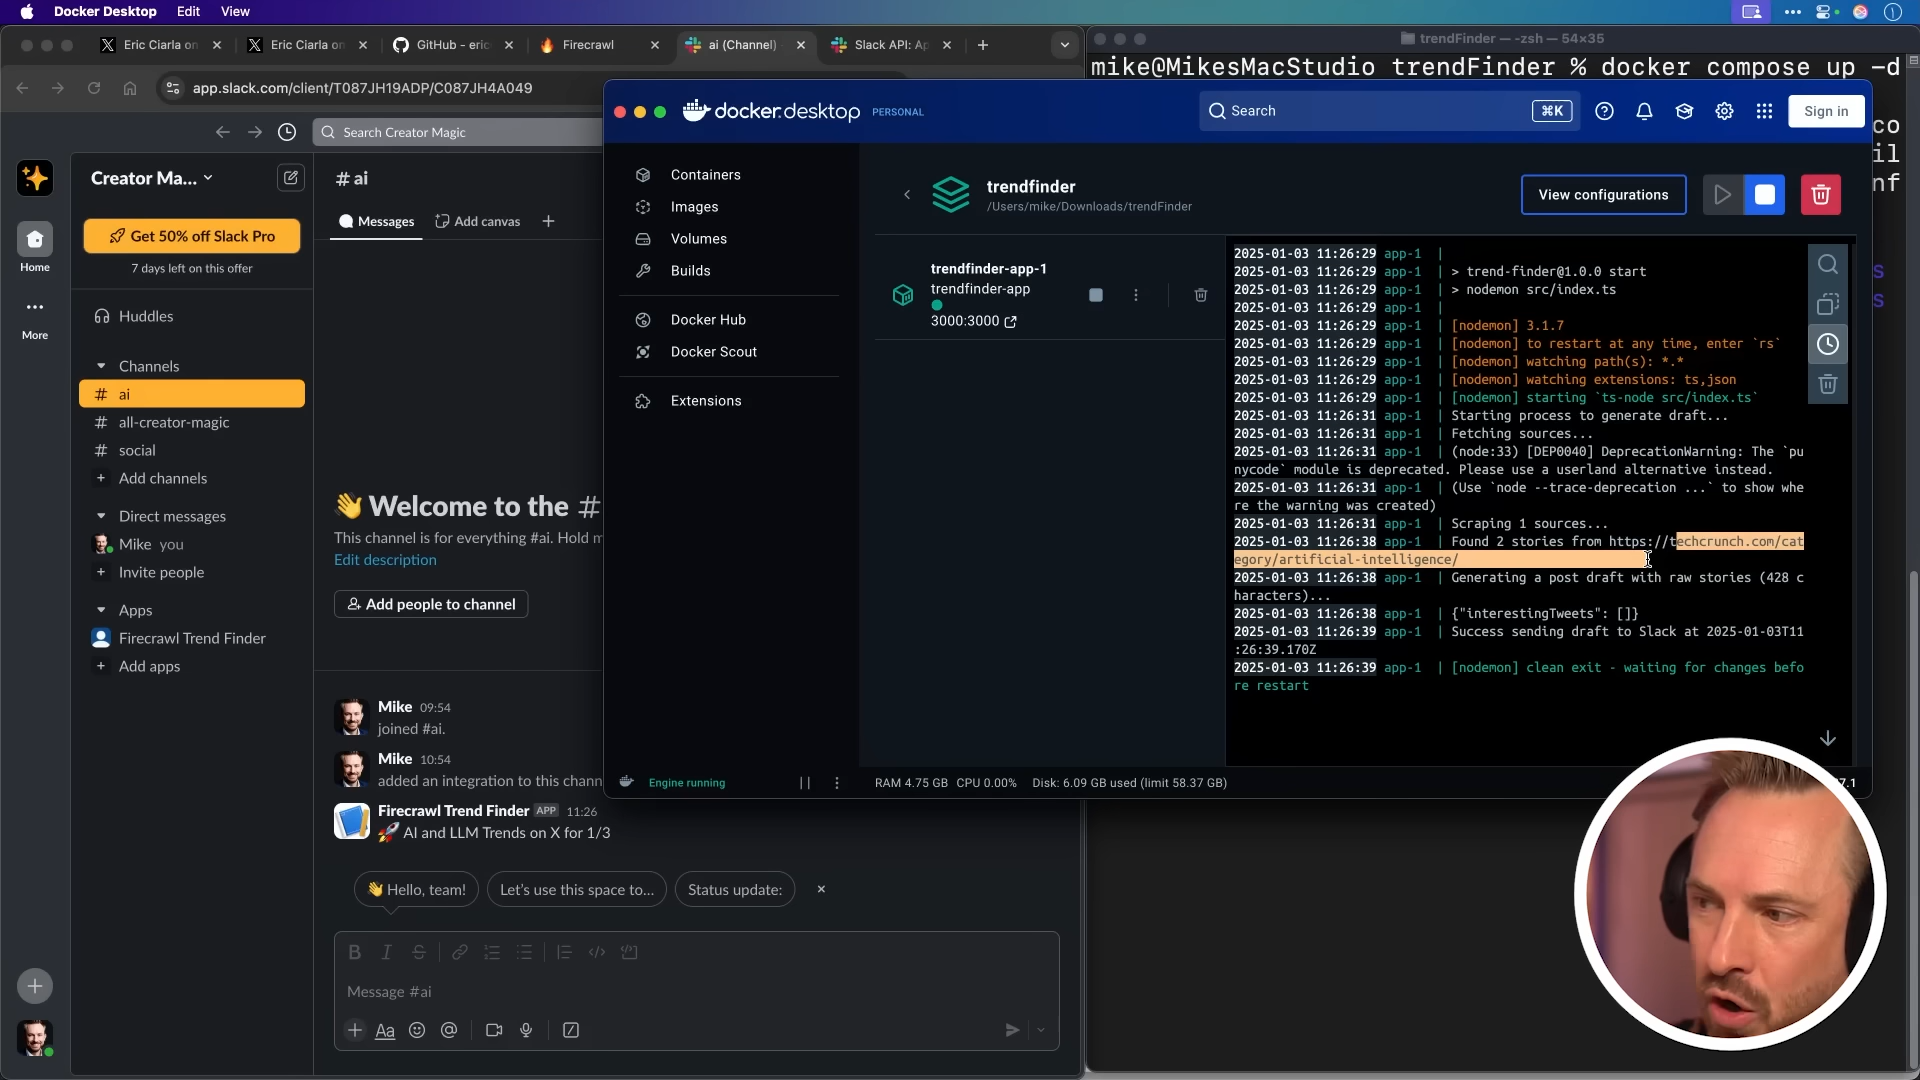 Docker Desktop Edit View
Eric Ciarla on
Eric Ciarla on
GitHub - eric
Firecrawl
ai (Channel)
Slack API: Ap
trendFinder — -zsh — 54×35
app.slack.com/client/T087JH19ADP/C087JH4A049
mike@MikesMacStudio trendFinder % docker compose up -d
co
il
nf
s
s
Search Creator Magic
Creator Ma...
Get 50% off Slack Pro
7 days left on this offer
Home
More
Huddles
Channels
# ai
# all-creator-magic
# social
+ Add channels
Direct messages
Mike you
Invite people
Apps
Firecrawl Trend Finder
+ Add apps
# ai
Messages
Add canvas
👋 Welcome to the #
This channel is for everything #ai. Hold m
Edit description
Add people to channel
Mike 09:54
joined #ai.
Mike 10:54
added an integration to this chann
Firecrawl Trend Finder APP 11:26
🚀 AI and LLM Trends on X for 1/3
👋 Hello, team!
Let's use this space to...
Status update:
Message #ai
docker.desktop PERSONAL
Search ⌘K
Sign in
Containers
Images
Volumes
Builds
Docker Hub
Docker Scout
Extensions
trendfinder
/Users/mike/Downloads/trendFinder
View configurations
trendfinder-app-1
trendfinder-app
3000:3000
2025-01-03 11:26:29 app-1 |
2025-01-03 11:26:29 app-1 | > trend-finder@1.0.0 start
2025-01-03 11:26:29 app-1 | > nodemon src/index.ts
2025-01-03 11:26:29 app-1 |
2025-01-03 11:26:29 app-1 | [nodemon] 3.1.7
2025-01-03 11:26:29 app-1 | [nodemon] to restart at any time, enter `rs`
2025-01-03 11:26:29 app-1 | [nodemon] watching path(s): *.*
2025-01-03 11:26:29 app-1 | [nodemon] watching extensions: ts,json
2025-01-03 11:26:29 app-1 | [nodemon] starting `ts-node src/index.ts`
2025-01-03 11:26:31 app-1 | Starting process to generate draft...
2025-01-03 11:26:31 app-1 | Fetching sources...
2025-01-03 11:26:31 app-1 | (node:33) [DEP0040] DeprecationWarning: The `pu
nycode` module is deprecated. Please use a userland alternative instead.
2025-01-03 11:26:31 app-1 | (Use `node --trace-deprecation ...` to show whe
re the warning was created)
2025-01-03 11:26:31 app-1 | Scraping 1 sources...
2025-01-03 11:26:38 app-1 | Found 2 stories from https://techcrunch.com/cat
egory/artificial-intelligence/
2025-01-03 11:26:38 app-1 | Generating a post draft with raw stories (428 c
haracters)...
2025-01-03 11:26:38 app-1 | {"interestingTweets": []}
2025-01-03 11:26:39 app-1 | Success sending draft to Slack at 2025-01-03T11
:26:39.170Z
2025-01-03 11:26:39 app-1 | [nodemon] clean exit - waiting for changes befo
re restart
Engine running
RAM 4.75 GB CPU 0.00% Disk: 6.09 GB used (limit 58.37 GB)
7.1